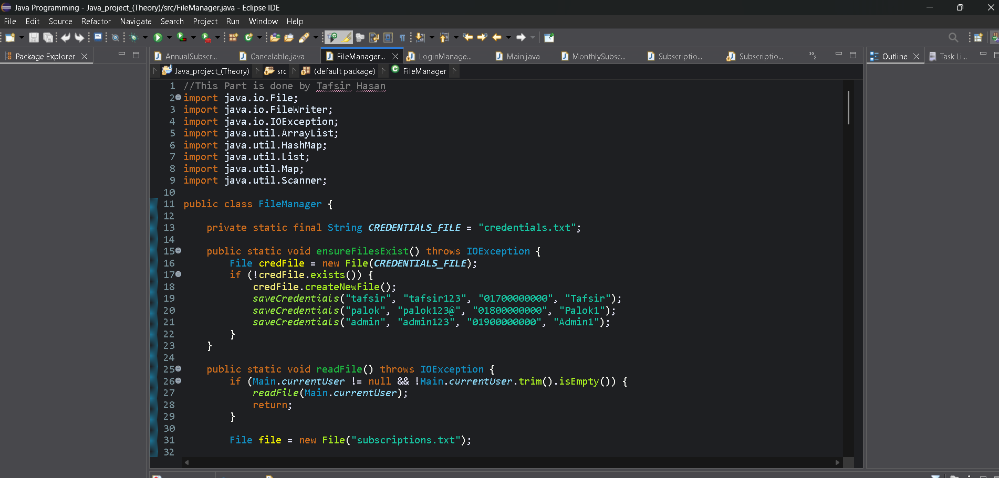 Java Programming - Java_project_(Theory)/src/FileManager.java - Eclipse IDE
File Edit Source Refactor Navigate Search Project Run Window Help
Package Explorer
AnnualSubscr... Cancelable.java FileManager... LoginManage... Main.java MonthlySubsc... Subscriptio... Subscriptio... »2
Outline Task Li...
Java_project_(Theory) src (default package) FileManager
1 //This Part is done by Tafsir Hasan
2 import java.io.File;
3 import java.io.FileWriter;
4 import java.io.IOException;
5 import java.util.ArrayList;
6 import java.util.HashMap;
7 import java.util.List;
8 import java.util.Map;
9 import java.util.Scanner;
10
11 public class FileManager {
12
13 private static final String CREDENTIALS_FILE = "credentials.txt";
14
15 public static void ensureFilesExist() throws IOException {
16 File credFile = new File(CREDENTIALS_FILE);
17 if (!credFile.exists()) {
18 credFile.createNewFile();
19 saveCredentials("tafsir", "tafsir123", "01700000000", "Tafsir");
20 saveCredentials("palok", "palok123@", "01800000000", "Palok1");
21 saveCredentials("admin", "admin123", "01900000000", "Admin1");
22 }
23 }
24
25 public static void readFile() throws IOException {
26 if (Main.currentUser != null && !Main.currentUser.trim().isEmpty()) {
27 readFile(Main.currentUser);
28 return;
29 }
30
31 File file = new File("subscriptions.txt");
32